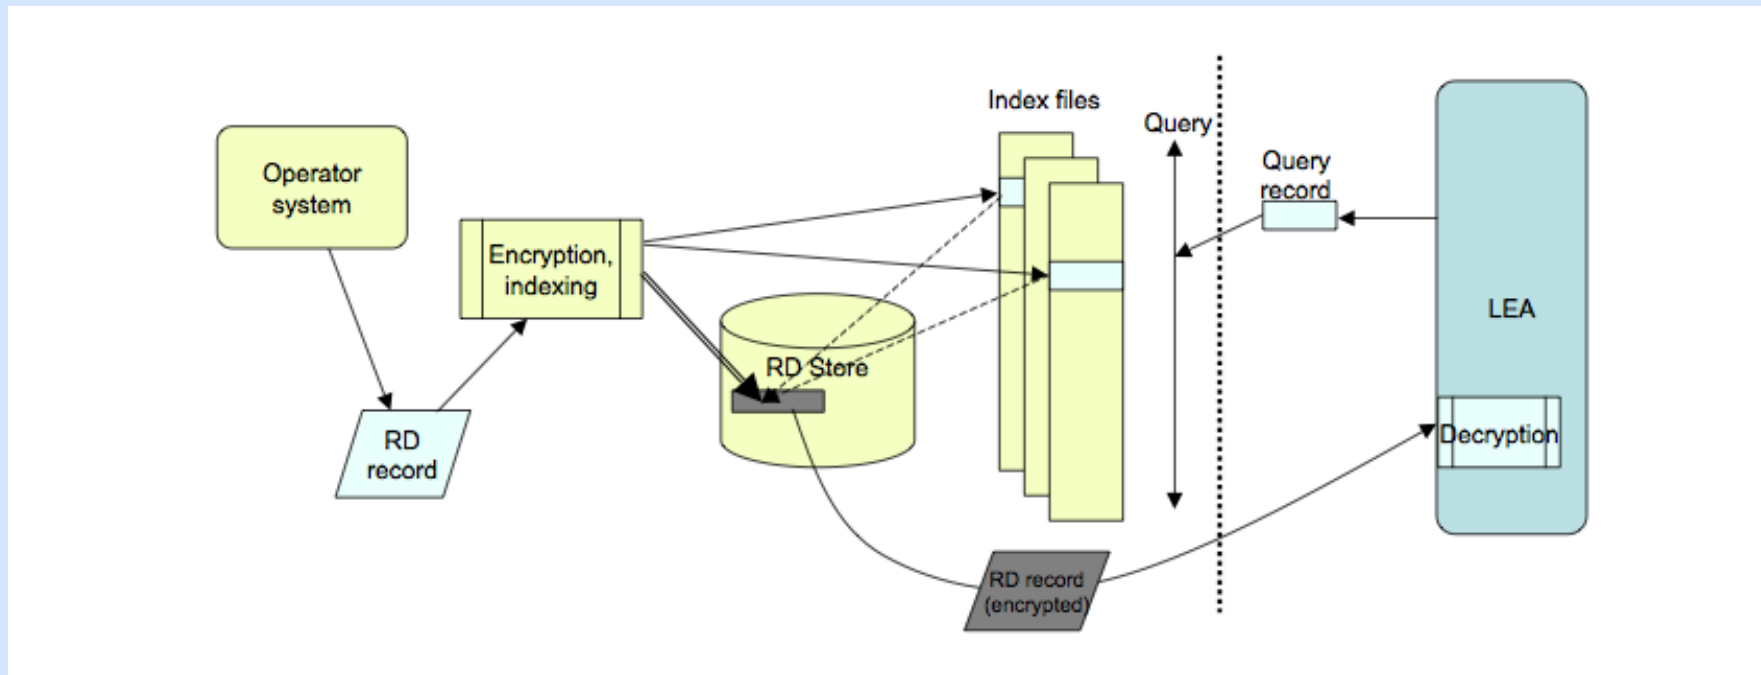 Operator
system
RD
record
Encryption,
indexing
RD Store
Index files
Query
Query
record
LEA
Decryption
RD record
(encrypted)